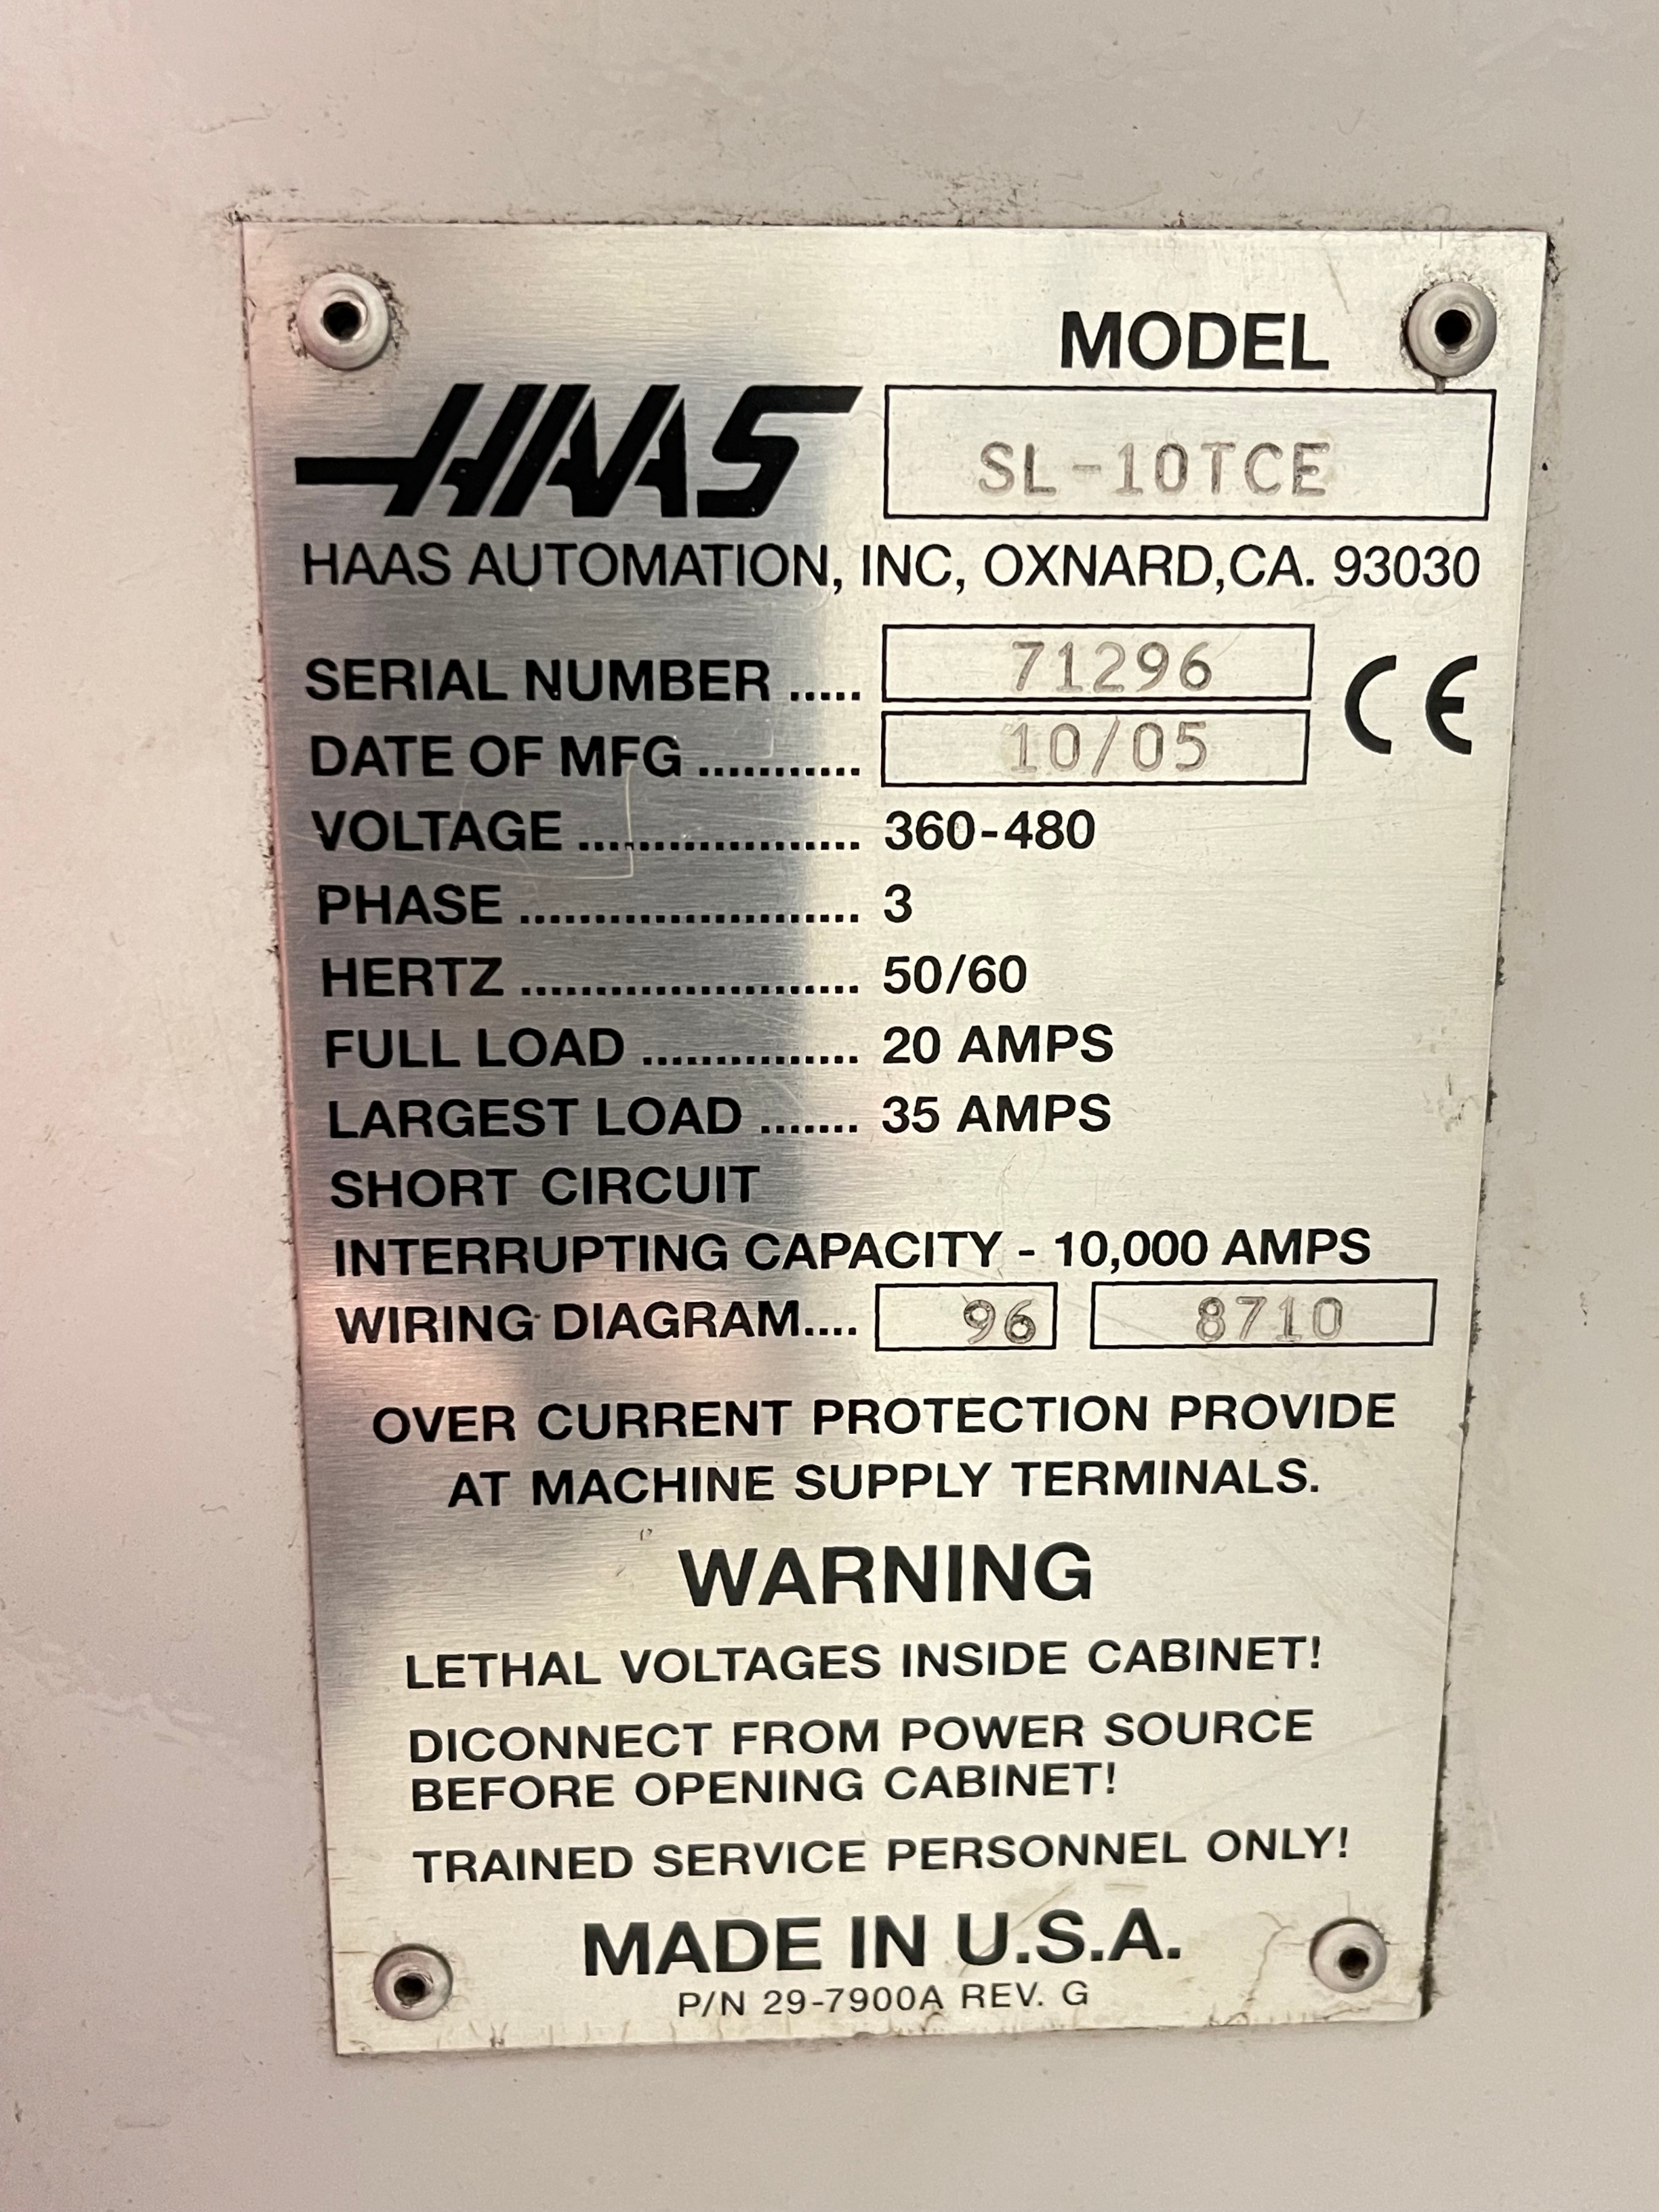 MODEL
HAAS
SL-10TCE
HAAS AUTOMATION, INC, OXNARD,CA. 93030
SERIAL NUMBER ..... 71296
CE
DATE OF MFG ........... 10/05
VOLTAGE ................... 360-480
PHASE ....................... 3
HERTZ ....................... 50/60
FULL LOAD ............... 20 AMPS
LARGEST LOAD ....... 35 AMPS
SHORT CIRCUIT
INTERRUPTING CAPACITY - 10,000 AMPS
WIRING DIAGRAM.... 96 8710
OVER CURRENT PROTECTION PROVIDE
AT MACHINE SUPPLY TERMINALS.
WARNING
LETHAL VOLTAGES INSIDE CABINET!
DICONNECT FROM POWER SOURCE
BEFORE OPENING CABINET!
TRAINED SERVICE PERSONNEL ONLY!
MADE IN U.S.A.
P/N 29-7900A REV. G